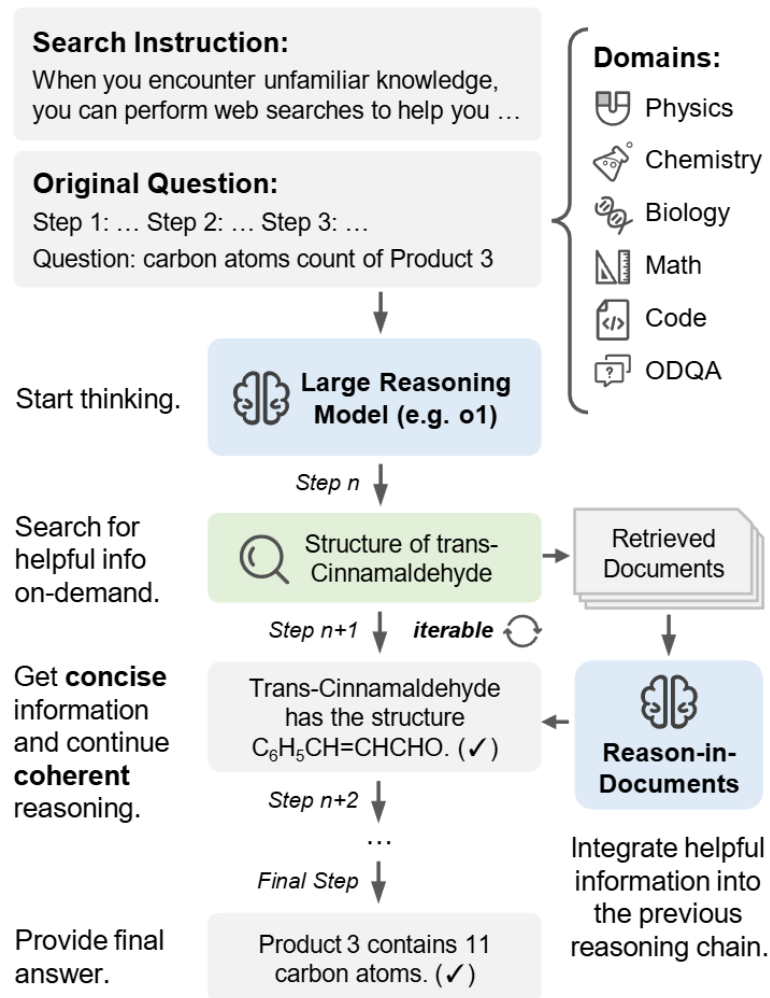 Search Instruction:
When you encounter unfamiliar knowledge,
you can perform web searches to help you …
Original Question:
Step 1: … Step 2: … Step 3: …
Question: carbon atoms count of Product 3
Domains:
Physics
Chemistry
Biology
Math
</>
Code
?
ODQA
Start thinking.
Large Reasoning
Model (e.g. o1)
Step n
Search for
helpful info
on-demand.
Structure of trans-
Cinnamaldehyde
Retrieved
Documents
Step n+1
iterable
Get concise
information
and continue
coherent
reasoning.
Trans-Cinnamaldehyde
has the structure
C₆H₅CH=CHCHO. (✓)
Reason-in-
Documents
Step n+2
…
Integrate helpful
information into
the previous
reasoning chain.
Final Step
Provide final
answer.
Product 3 contains 11
carbon atoms. (✓)